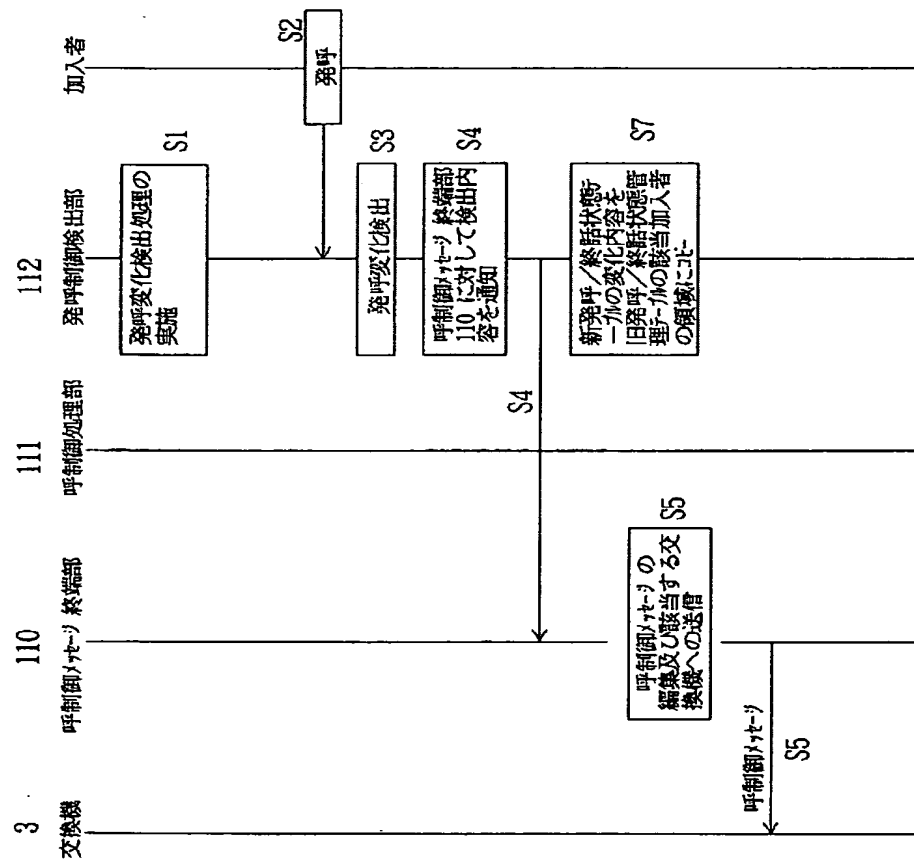 3
交換機
110
呼制御ﾒｯｾｰｼﾞ 終端部
111
呼制御処理部
112
発呼制御検出部
加入者
発呼変化検出処理の
実施
S1
発呼
S2
発呼変化検出
S3
呼制御ﾒｯｾｰｼﾞ 終端部
110 に対して検出内
容を通知
S4
S4
新発呼／終話状態ﾃ
ｰﾌﾞﾙの変化内容を
旧発呼／終話状態管
理ﾃｰﾌﾞﾙの該当加入者
の領域にｺﾋﾟｰ
S7
呼制御ﾒｯｾｰｼﾞ の
編集及び該当する交
換機への送信
S5
呼制御ﾒｯｾｰｼﾞ
S5